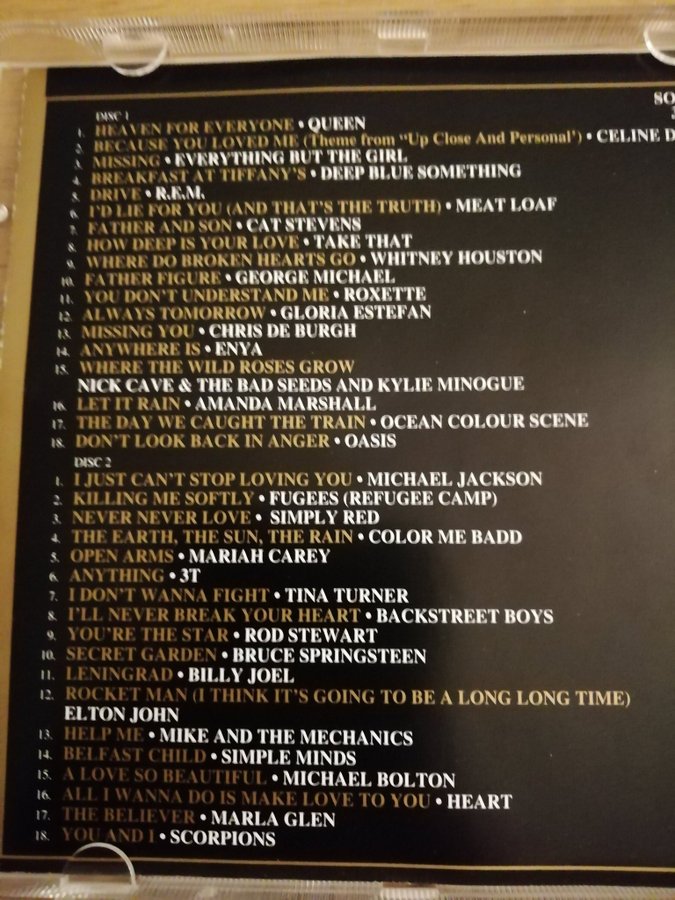 SO
DISC 1
1. HEAVEN FOR EVERYONE • QUEEN
2. BECAUSE YOU LOVED ME (Theme from "Up Close And Personal') • CELINE D
3. MISSING • EVERYTHING BUT THE GIRL
4. BREAKFAST AT TIFFANY'S • DEEP BLUE SOMETHING
5. DRIVE • R.E.M.
6. I'D LIE FOR YOU (AND THAT'S THE TRUTH) • MEAT LOAF
7. FATHER AND SON • CAT STEVENS
8. HOW DEEP IS YOUR LOVE • TAKE THAT
9. WHERE DO BROKEN HEARTS GO • WHITNEY HOUSTON
10. FATHER FIGURE • GEORGE MICHAEL
11. YOU DON'T UNDERSTAND ME • ROXETTE
12. ALWAYS TOMORROW • GLORIA ESTEFAN
13. MISSING YOU • CHRIS DE BURGH
14. ANYWHERE IS • ENYA
15. WHERE THE WILD ROSES GROW
NICK CAVE & THE BAD SEEDS AND KYLIE MINOGUE
16. LET IT RAIN • AMANDA MARSHALL
17. THE DAY WE CAUGHT THE TRAIN • OCEAN COLOUR SCENE
18. DON'T LOOK BACK IN ANGER • OASIS
DISC 2
1. I JUST CAN'T STOP LOVING YOU • MICHAEL JACKSON
2. KILLING ME SOFTLY • FUGEES (REFUGEE CAMP)
3. NEVER NEVER LOVE • SIMPLY RED
4. THE EARTH, THE SUN, THE RAIN • COLOR ME BADD
5. OPEN ARMS • MARIAH CAREY
6. ANYTHING • 3T
7. I DON'T WANNA FIGHT • TINA TURNER
8. I'LL NEVER BREAK YOUR HEART • BACKSTREET BOYS
9. YOU'RE THE STAR • ROD STEWART
10. SECRET GARDEN • BRUCE SPRINGSTEEN
11. LENINGRAD • BILLY JOEL
12. ROCKET MAN (I THINK IT'S GOING TO BE A LONG LONG TIME)
ELTON JOHN
13. HELP ME • MIKE AND THE MECHANICS
14. BELFAST CHILD • SIMPLE MINDS
15. A LOVE SO BEAUTIFUL • MICHAEL BOLTON
16. ALL I WANNA DO IS MAKE LOVE TO YOU • HEART
17. THE BELIEVER • MARLA GLEN
18. YOU AND I • SCORPIONS